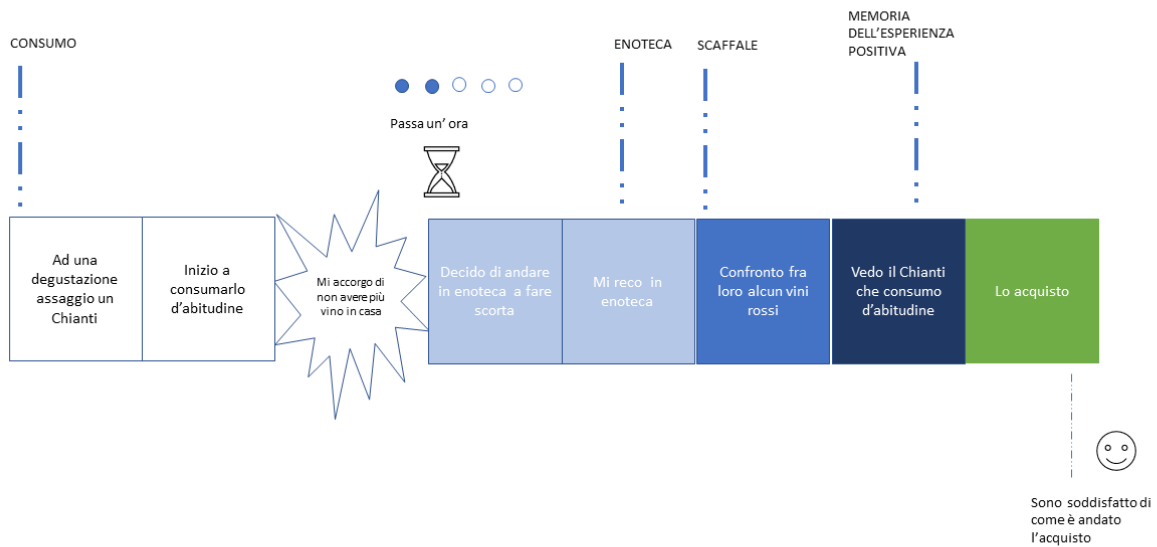 CONSUMO
ENOTECA
SCAFFALE
MEMORIA
DELL'ESPERIENZA
POSITIVA
Passa un' ora
Ad una
degustazione
assaggio un
Chianti
Inizio a
consumarlo
d'abitudine
Mi accorgo di
non avere più
vino in casa
Decido di andare
in enoteca a fare
scorta
Mi reco in
enoteca
Confronto fra
loro alcun vini
rossi
Vedo il Chianti
che consumo
d'abitudine
Lo acquisto
Sono soddisfatto di
come è andato
l'acquisto